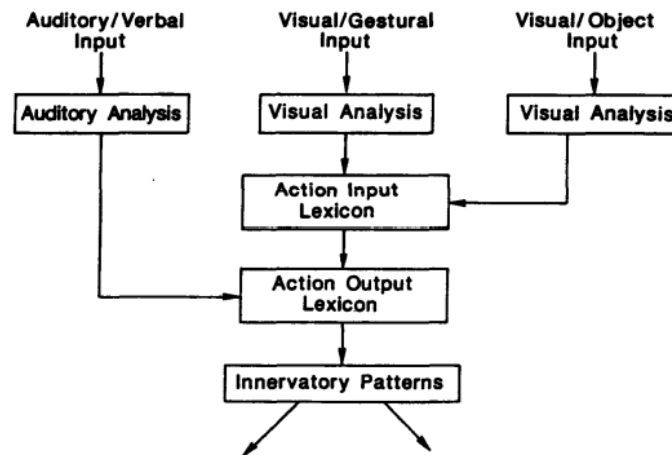 Auditory/Verbal
Input
Visual/Gestural
Input
Visual/Object
Input
Auditory Analysis
Visual Analysis
Visual Analysis
Action Input
Lexicon
Action Output
Lexicon
Innervatory Patterns